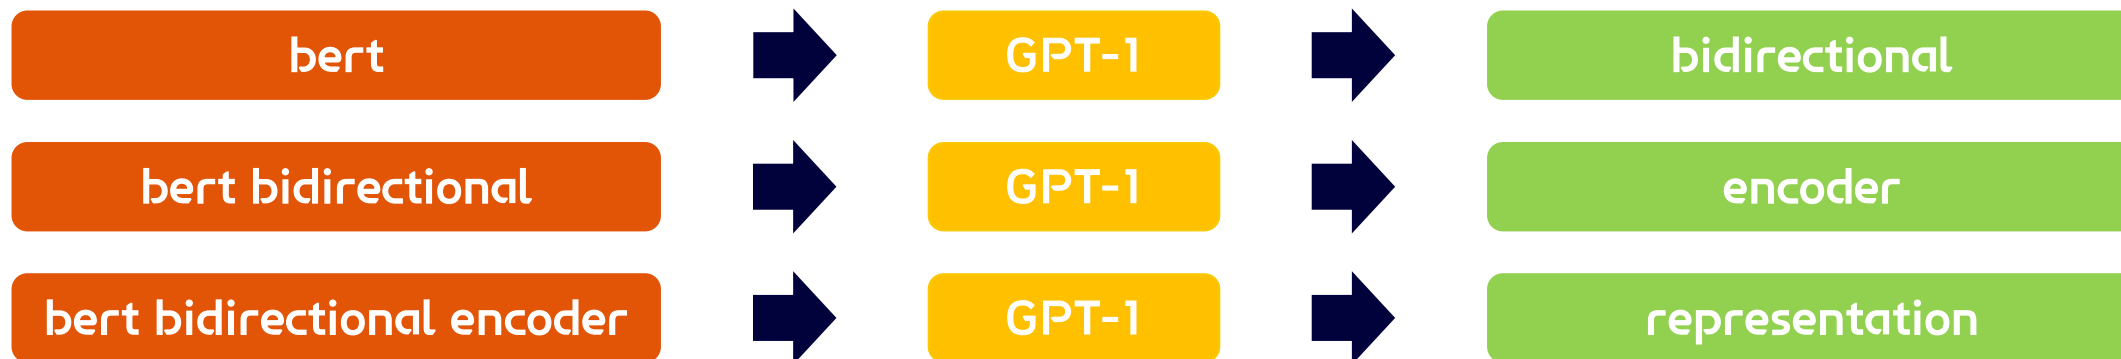 bert GPT-1 bidirectional
bert bidirectional GPT-1 encoder
bert bidirectional encoder GPT-1 representation